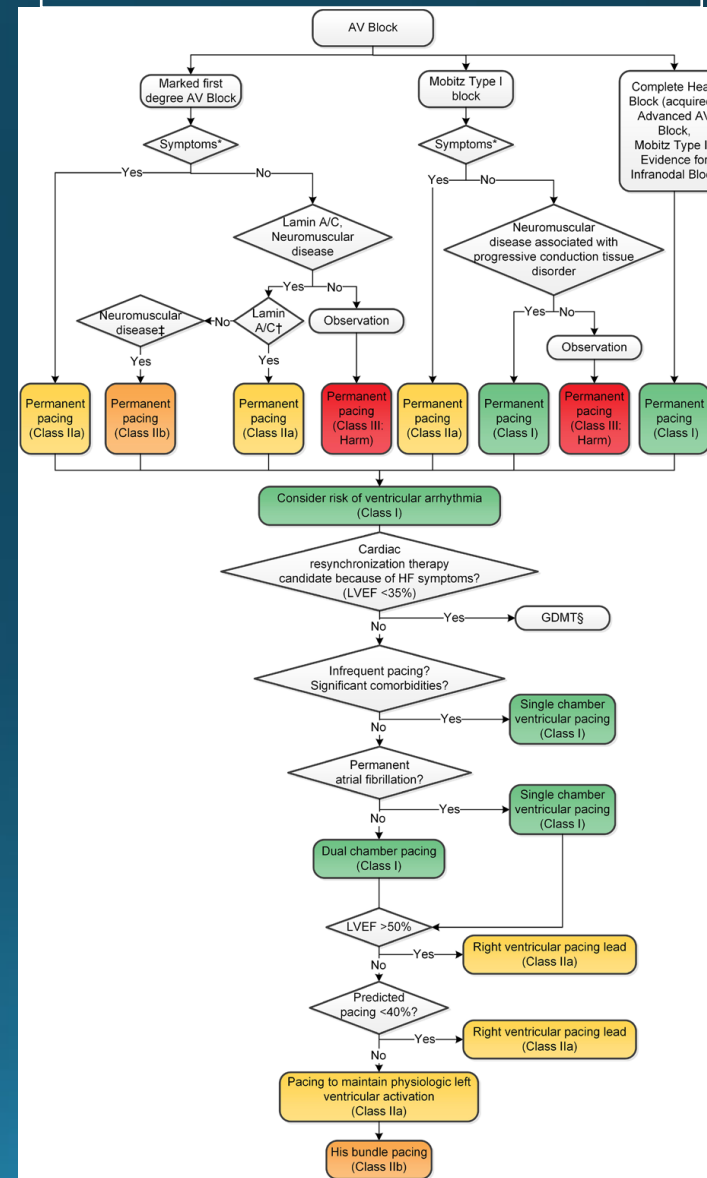 AV Block
Marked first
degree AV Block
Mobitz Type I
block
Complete Hea
Block (acquired
Advanced AV
Block,
Mobitz Type I
Evidence for
Infranodal Bloc
Symptoms*
Symptoms*
Yes
No
Yes
No
Lamin A/C,
Neuromuscular
disease
Neuromuscular
disease associated with
progressive conduction tissue
disorder
Yes
No
Yes
No
Neuromuscular
disease‡
No
Lamin
A/C†
Observation
Observation
Yes
Yes
Permanent
pacing
(Class IIa)
Permanent
pacing
(Class IIb)
Permanent
pacing
(Class IIa)
Permanent
pacing
(Class III:
Harm)
Permanent
pacing
(Class IIa)
Permanent
pacing
(Class I)
Permanent
pacing
(Class III:
Harm)
Permanent
pacing
(Class I)
Consider risk of ventricular arrhythmia
(Class I)
Cardiac
resynchronization therapy
candidate because of HF symptoms?
(LVEF <35%)
Yes
GDMT§
No
Infrequent pacing?
Significant comorbidities?
Yes
Single chamber
ventricular pacing
(Class I)
No
Permanent
atrial fibrillation?
Yes
Single chamber
ventricular pacing
(Class I)
No
Dual chamber pacing
(Class I)
LVEF >50%
Yes
Right ventricular pacing lead
(Class IIa)
No
Predicted
pacing <40%?
Yes
Right ventricular pacing lead
(Class IIa)
No
Pacing to maintain physiologic left
ventricular activation
(Class IIa)
His bundle pacing
(Class IIb)